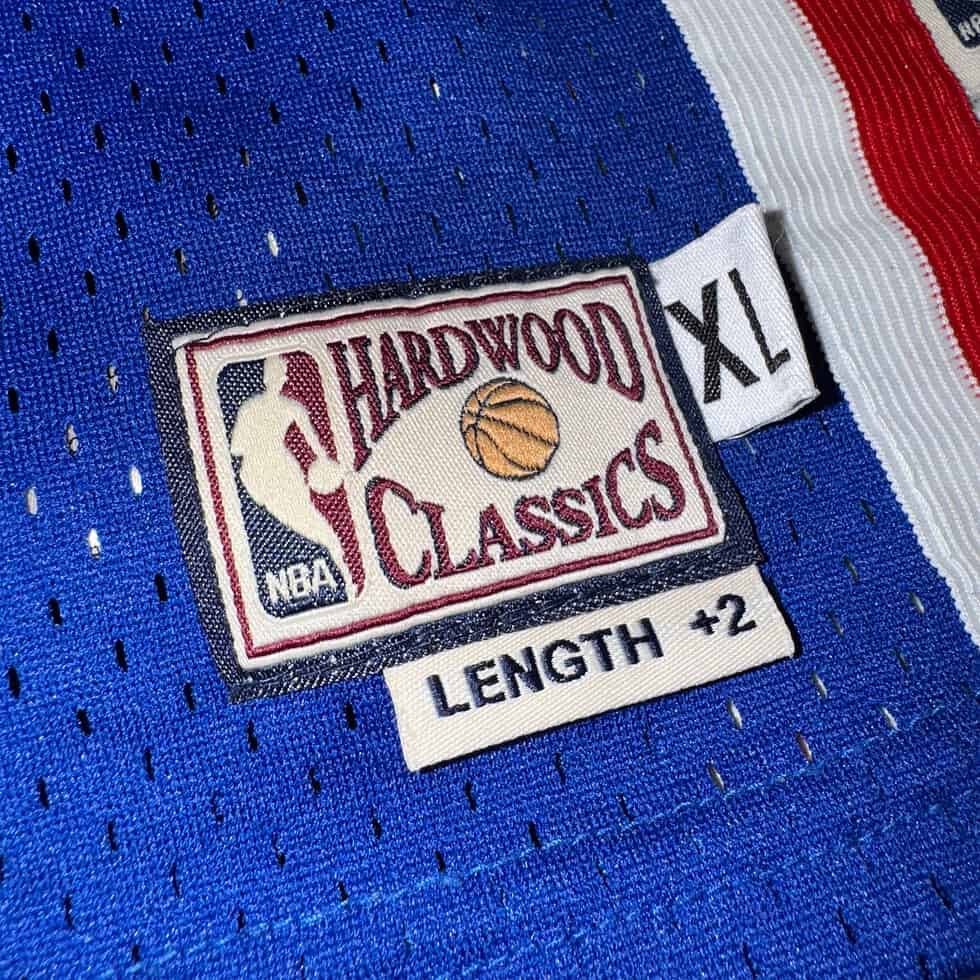 HARDWOOD
CLASSICS
NBA
XL
LENGTH +2